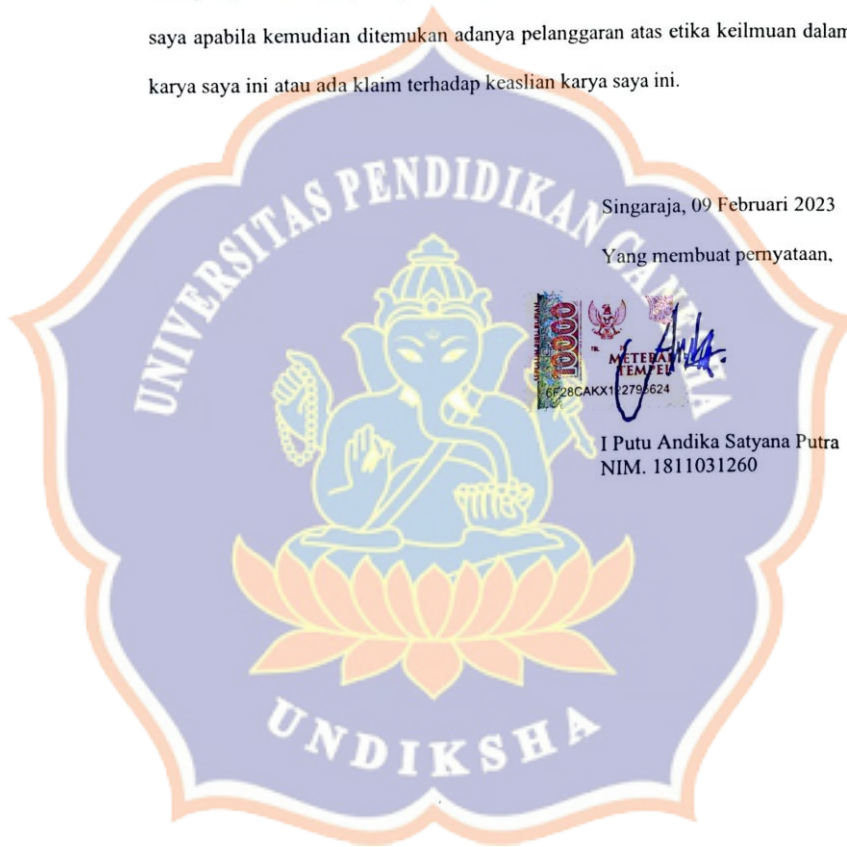 saya apabila kemudian ditemukan adanya pelanggaran atas etika keilmuan dalam
karya saya ini atau ada klaim terhadap keaslian karya saya ini.
UNIVERSITAS PENDIDIKAN GANESHA
Singaraja, 09 Februari 2023
Yang membuat pernyataan,
10000
METERAI
TEMPEL
I Putu Andika Satyana Putra
NIM. 1811031260
UNDIKSHA